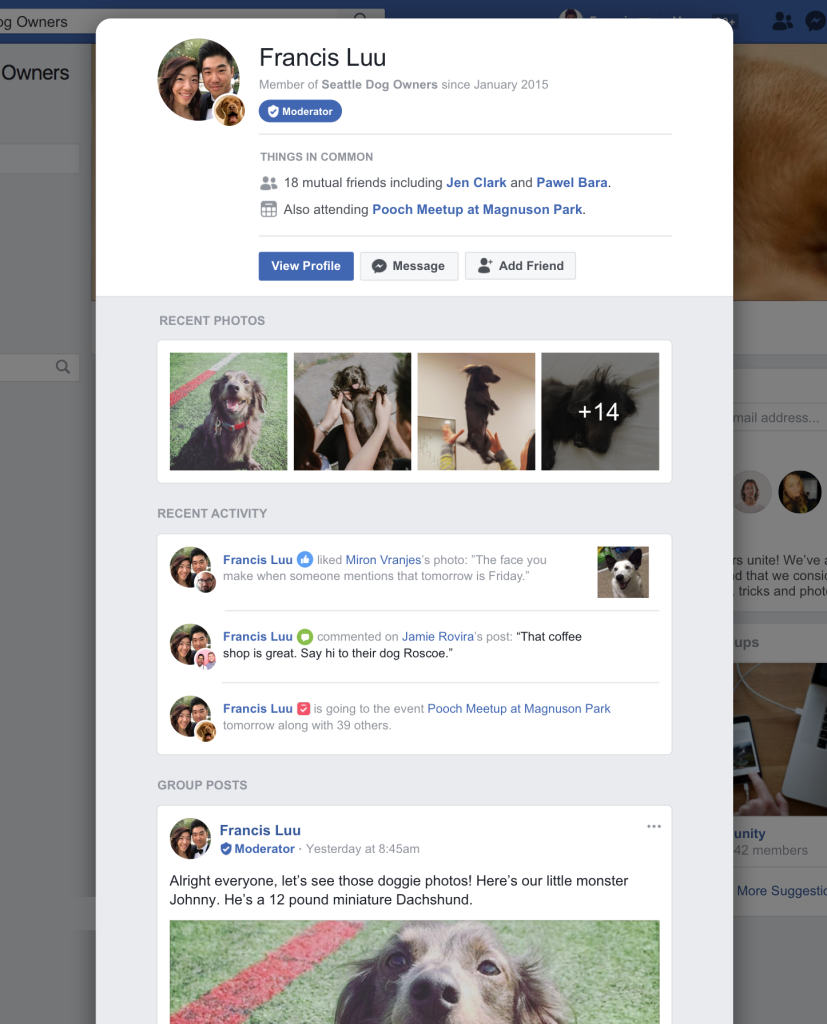 og Owners
Owners
Francis Luu
Member of Seattle Dog Owners since January 2015
Moderator
THINGS IN COMMON
18 mutual friends including Jen Clark and Pawel Bara.
Also attending Pooch Meetup at Magnuson Park.
View Profile
Message
Add Friend
RECENT PHOTOS
+14
RECENT ACTIVITY
Francis Luu liked Miron Vranjes's photo: "The face you
make when someone mentions that tomorrow is Friday."
Francis Luu commented on Jamie Rovira's post: “That coffee
shop is great. Say hi to their dog Roscoe.”
Francis Luu is going to the event Pooch Meetup at Magnuson Park
tomorrow along with 39 others.
GROUP POSTS
Francis Luu
Moderator · Yesterday at 8:45am
Alright everyone, let’s see those doggie photos! Here’s our little monster
Johnny. He’s a 12 pound miniature Dachshund.
mail address...
rs unite! We’ve a
d that we consi
tricks and phot
ups
unity
42 members
More Suggestio